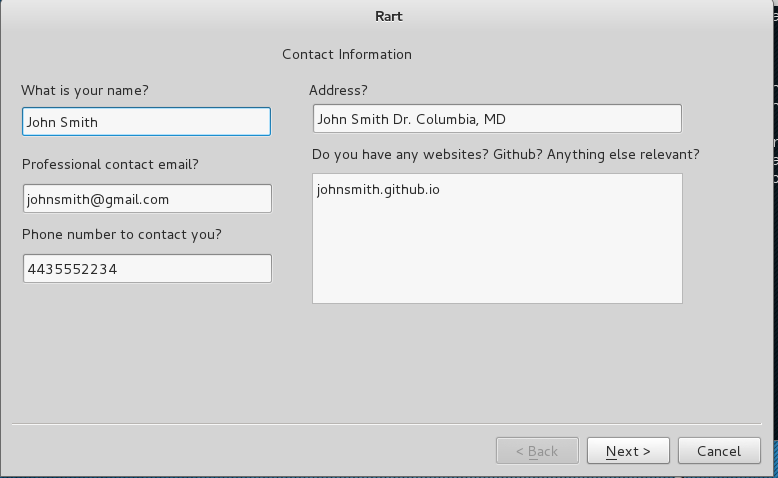 Rart
Contact Information
What is your name?
John Smith
Professional contact email?
johnsmith@gmail.com
Phone number to contact you?
4435552234
Address?
John Smith Dr. Columbia, MD
Do you have any websites? Github? Anything else relevant?
johnsmith.github.io
< Back
Next >
Cancel